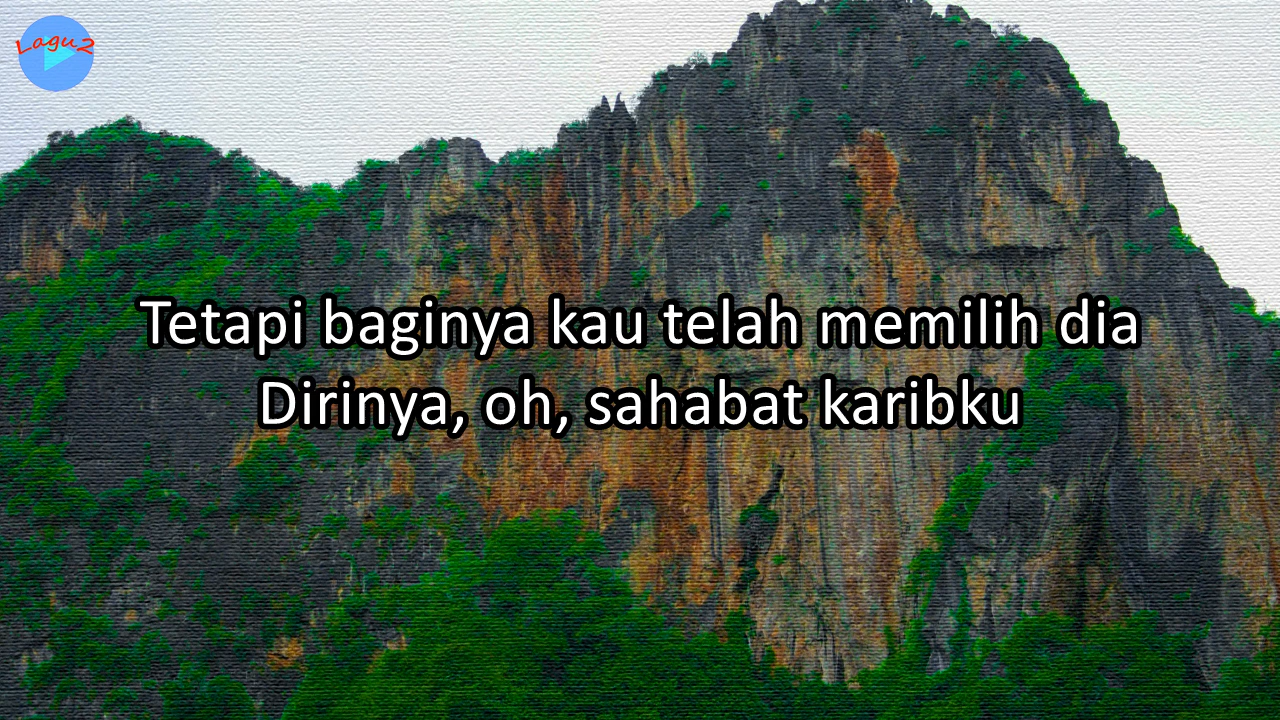 Lagu2
Tetapi baginya kau telah memilih dia
Dirinya, oh, sahabat karibku